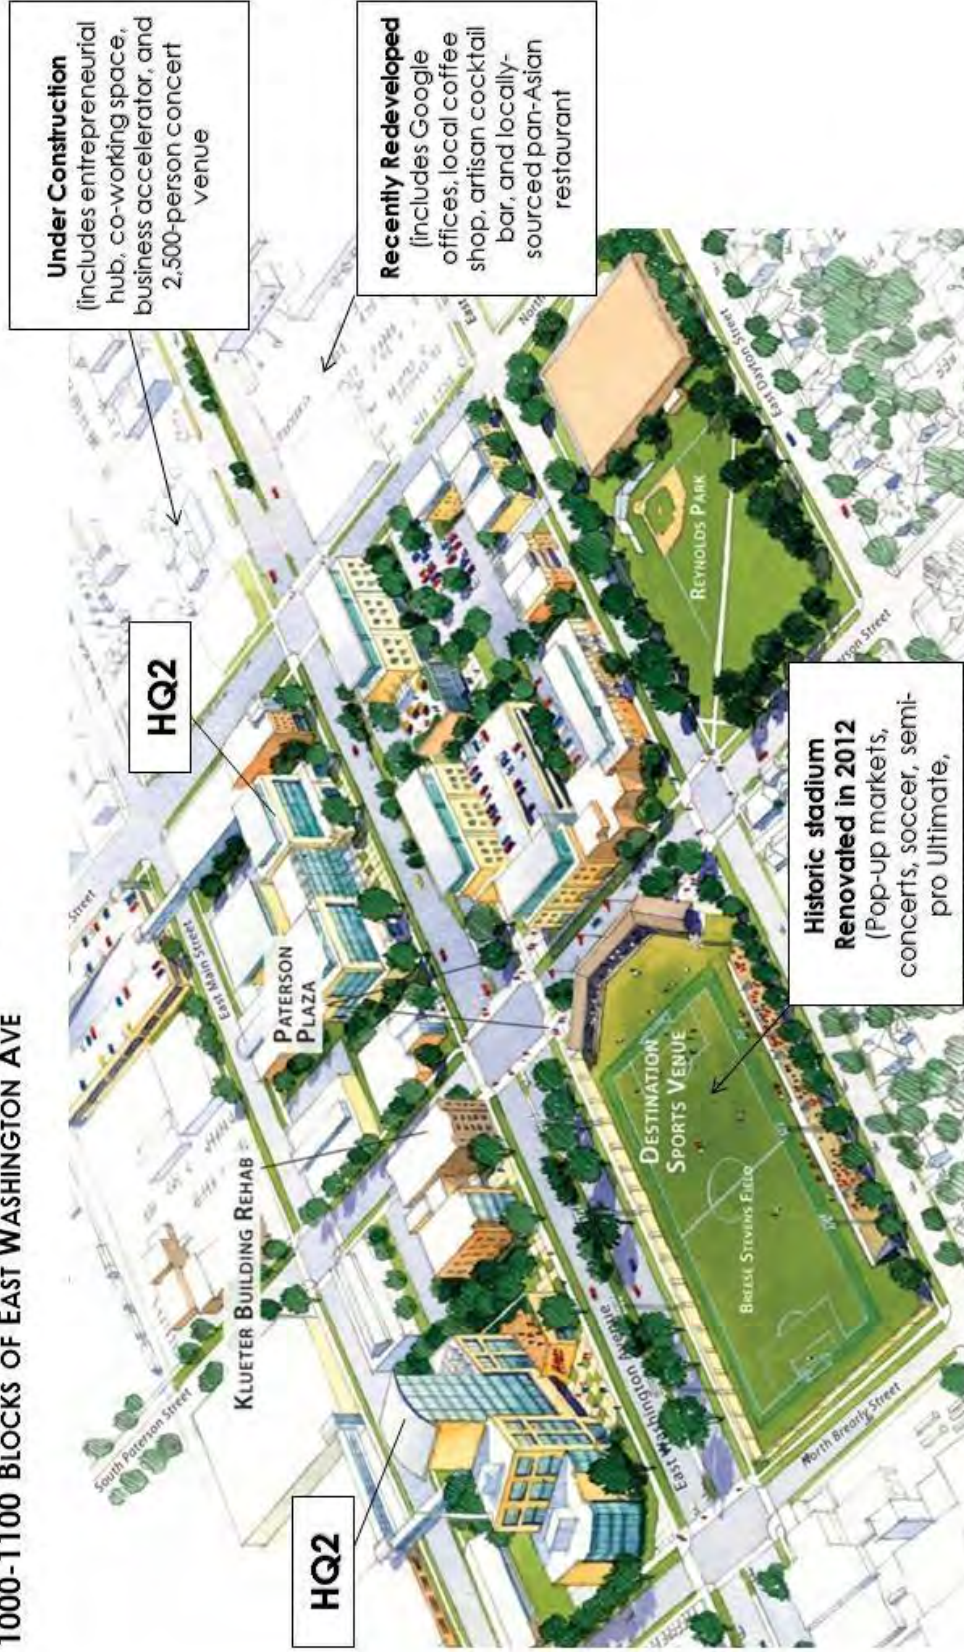 1000-1100 BLOCKS OF EAST WASHINGTON AVE
Under Construction
(includes entrepreneurial
hub, co-working space,
business accelerator, and
2,500-person concert
venue
Recently Redeveloped
(includes Google
offices, local coffee
shop, artisan cocktail
bar, and locally-
sourced pan-Asian
restaurant
HQ2
HQ2
Street
East Main Street
PATERSON
PLAZA
KLUETER BUILDING REHAB
South Paterson Street
East
North
East Dayton Street
REYNOLDS PARK
erson Street
DESTINATION
SPORTS VENUE
BREESE STEVENS FIELD
East Washington Avenue
North Brearly Street
Historic stadium
Renovated in 2012
(Pop-up markets,
concerts, soccer, semi-
pro Ultimate,